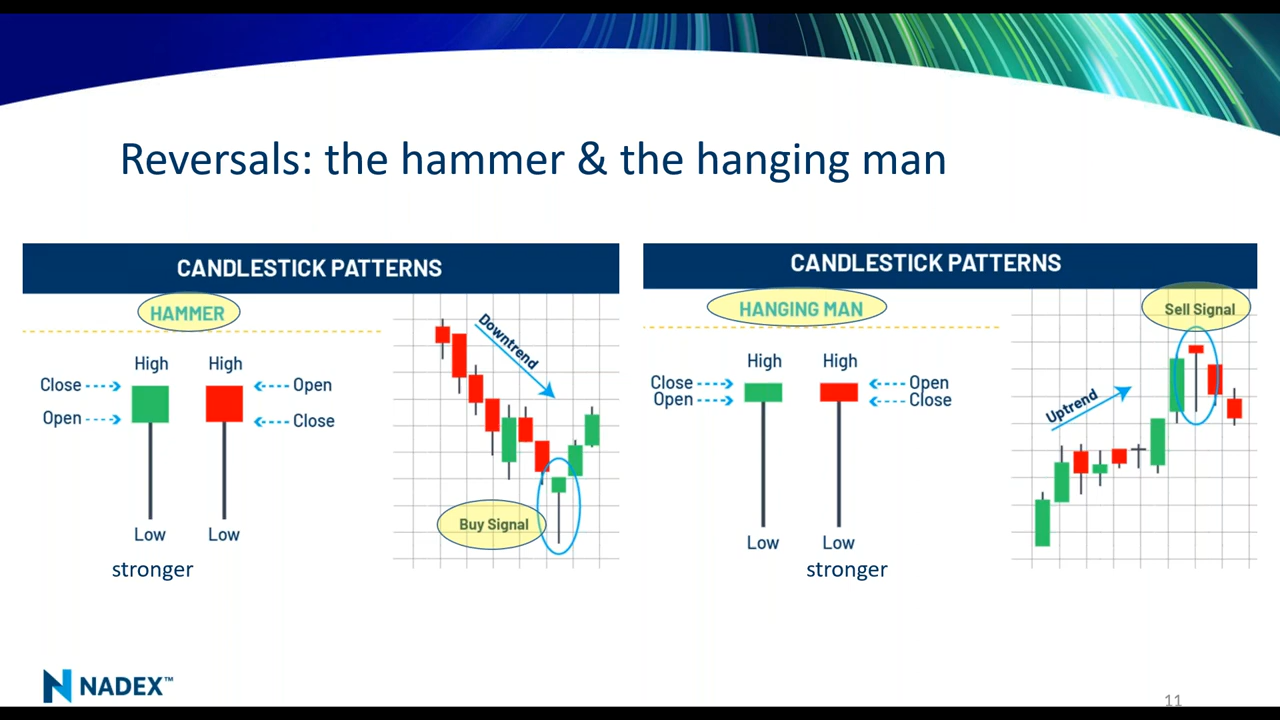 Reversals: the hammer & the hanging man
CANDLESTICK PATTERNS
HAMMER
High High
Close Open
Open Close
Low Low
stronger
Downtrend
Buy Signal
CANDLESTICK PATTERNS
HANGING MAN
High High
Close Open
Open Close
Low Low
stronger
Uptrend
Sell Signal
NADEX™
11